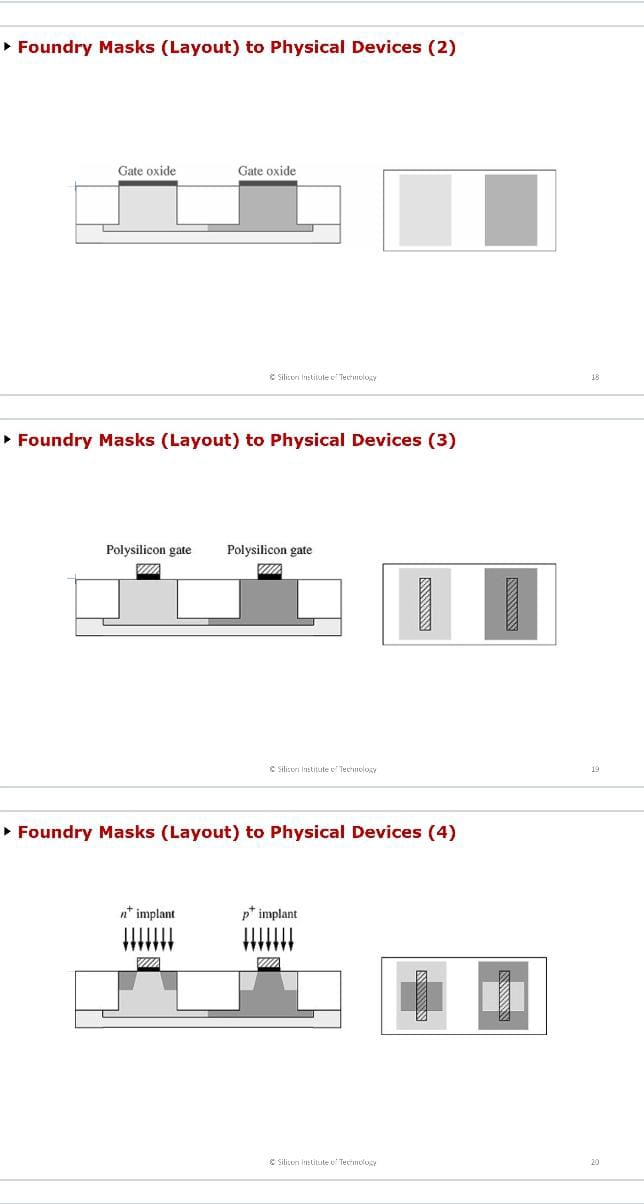 Foundry Masks (Layout) to Physical Devices (2)
Gate oxide Gate oxide
© Silicon Institute of Technology 18
Foundry Masks (Layout) to Physical Devices (3)
Polysilicon gate Polysilicon gate
© Silicon Institute of Technology 19
Foundry Masks (Layout) to Physical Devices (4)
n⁺ implant p⁺ implant
© Silicon Institute of Technology 20